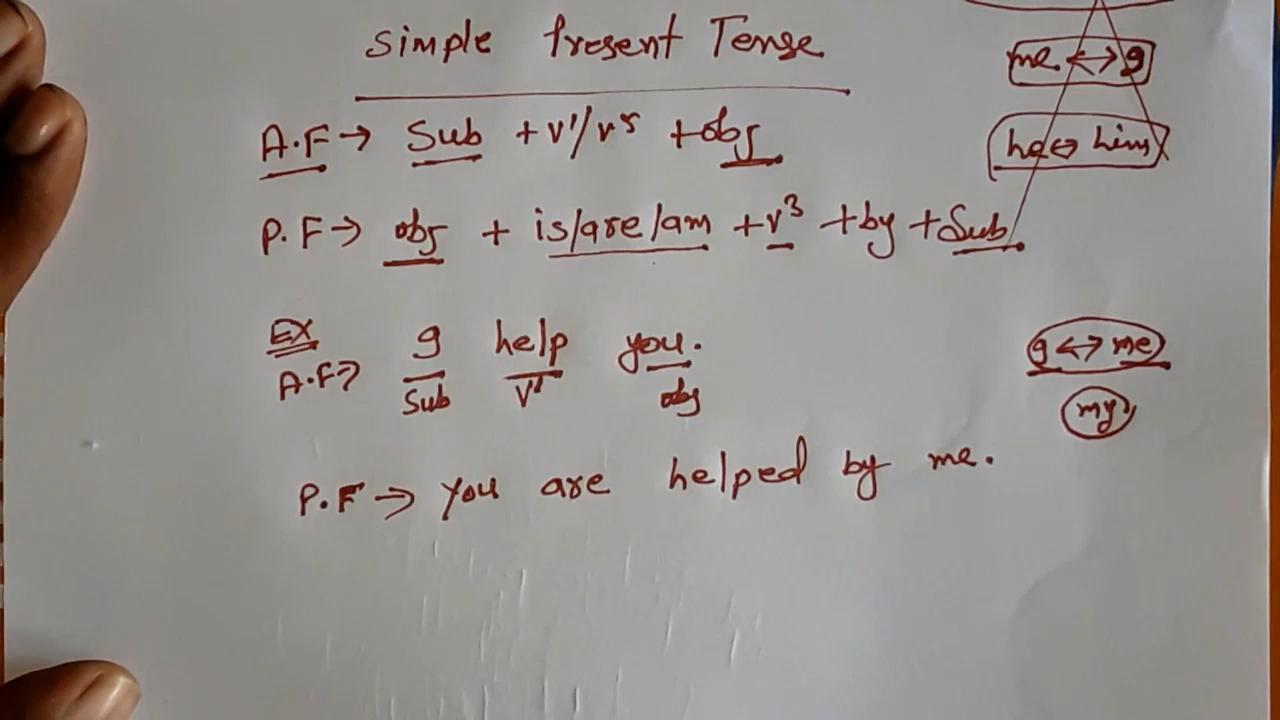 Simple Present Tense
me ↔ I
A.F → Sub + v¹/v⁵ + obj
he ↔ him
P.F → obj + is/are/am + v³ + by + Sub
Ex
A.F → I help you.
Sub v¹ obj
I ↔ me
my
P.F → you are helped by me.